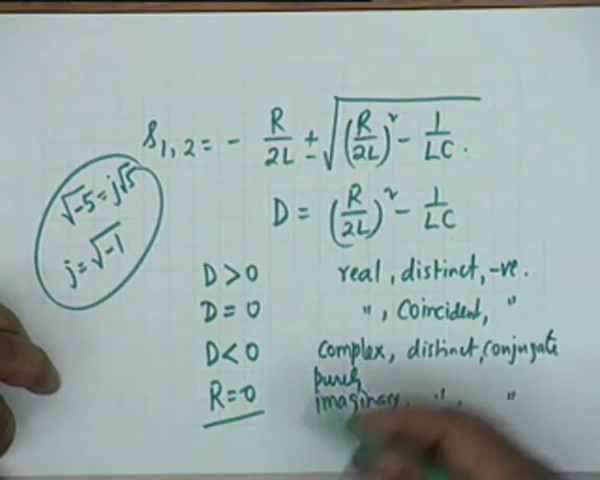 S1,2 = - R/2L ± √((R/2L)² - 1/LC).
√-5 = j√5
j = √-1
D = (R/2L)² - 1/LC
D > 0 real, distinct, -ve.
D = 0 ", Coincident, "
D < 0 Complex, distinct, conjugate
R = 0 purely imaginary, ", "